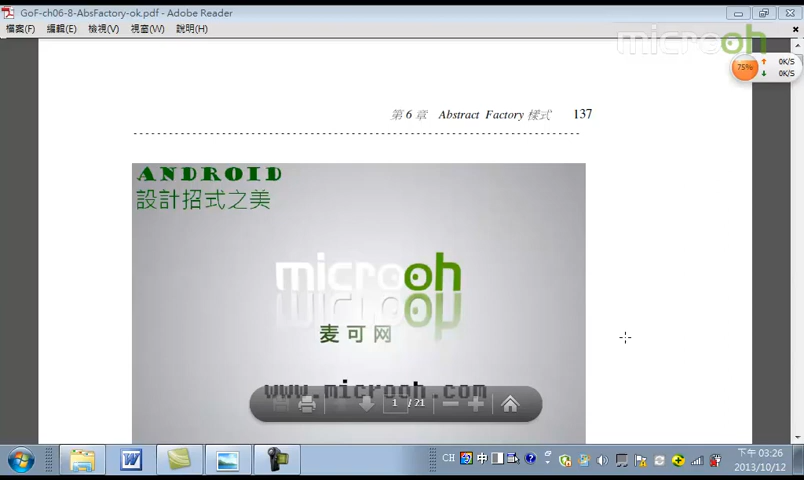 GoF-ch06-8-AbsFactory-ok.pdf - Adobe Reader
檔案(F) 編輯(E) 檢視(V) 視窗(W) 說明(H)
microoh
75% 0K/S
0K/S
第 6 章 Abstract Factory 樣式 137
ANDROID
設計招式之美
microoh
麦可网
www.microoh.com
1 / 21
CH 中
下午 03:26
2013/10/12